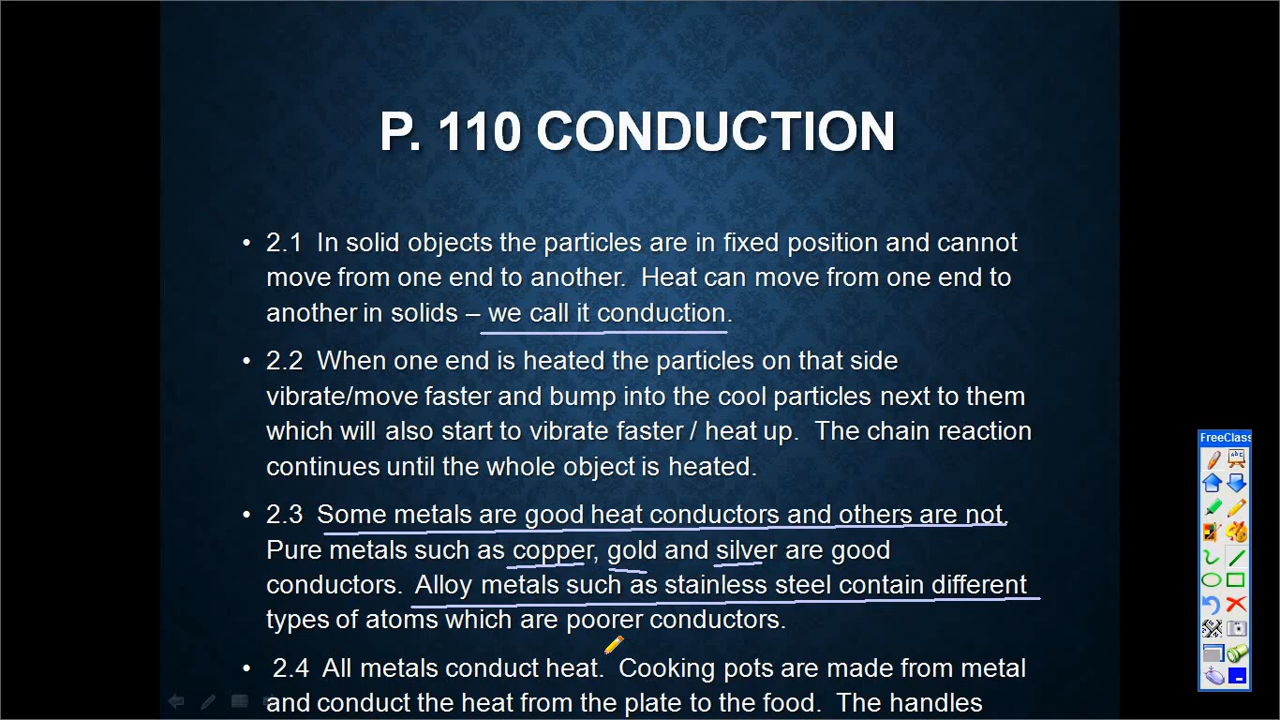 P. 110 CONDUCTION
• 2.1 In solid objects the particles are in fixed position and cannot
move from one end to another. Heat can move from one end to
another in solids – we call it conduction.
• 2.2 When one end is heated the particles on that side
vibrate/move faster and bump into the cool particles next to them
which will also start to vibrate faster / heat up. The chain reaction
continues until the whole object is heated.
• 2.3 Some metals are good heat conductors and others are not.
Pure metals such as copper, gold and silver are good
conductors. Alloy metals such as stainless steel contain different
types of atoms which are poorer conductors.
• 2.4 All metals conduct heat. Cooking pots are made from metal
and conduct the heat from the plate to the food. The handles
FreeClass